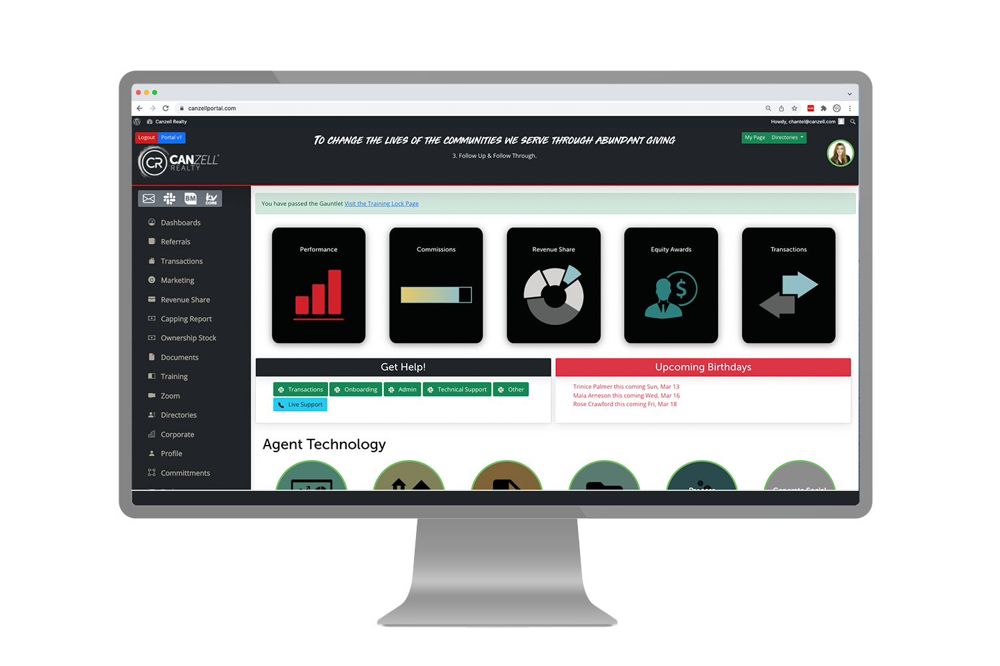 canzellportal.com
Canzell Realty
Howdy, chantel@canzell.com
Logout Portal v1
TO CHANGE THE LIVES OF THE COMMUNITIES WE SERVE THROUGH ABUNDANT GIVING
My Page Directories
3. Follow Up & Follow Through.
CR CANZELL®
REALTY
BM kv
CORE
You have passed the Gauntlet Visit the Training Lock Page
Dashboards
Referrals
Transactions
Marketing
Revenue Share
Capping Report
Ownership Stock
Documents
Training
Zoom
Directories
Corporate
Profile
Committments
Performance
Commissions
Revenue Share
Equity Awards
Transactions
Get Help!
Transactions Onboarding Admin Technical Support Other
Live Support
Upcoming Birthdays
Trinice Palmer this coming Sun, Mar 13
Maia Arneson this coming Wed, Mar 16
Rose Crawford this coming Fri, Mar 18
Agent Technology
Process
Generate Social